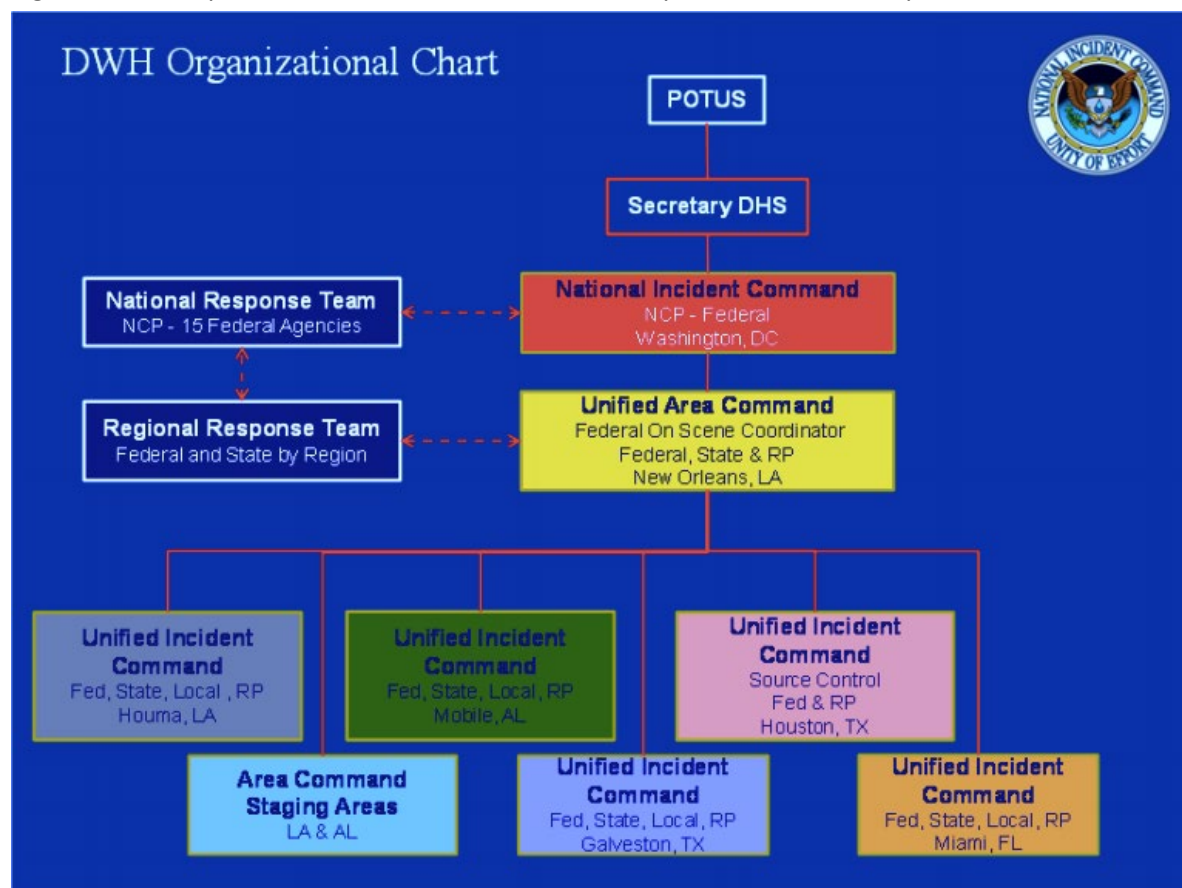 DWH Organizational Chart
NATIONAL INCIDENT COMMAND
UNITY OF EFFORT
POTUS
Secretary DHS
National Response Team
NCP - 15 Federal Agencies
National Incident Command
NCP - Federal
Washington, DC
Regional Response Team
Federal and State by Region
Unified Area Command
Federal On Scene Coordinator
Federal, State & RP
New Orleans, LA
Unified Incident
Command
Fed, State, Local , RP
Houma, LA
Unified Incident
Command
Fed, State, Local, RP
Mobile, AL
Unified Incident
Command
Source Control
Fed & RP
Houston, TX
Area Command
Staging Areas
LA & AL
Unified Incident
Command
Fed, State, Local, RP
Galveston, TX
Unified Incident
Command
Fed, State, Local, RP
Miami, FL